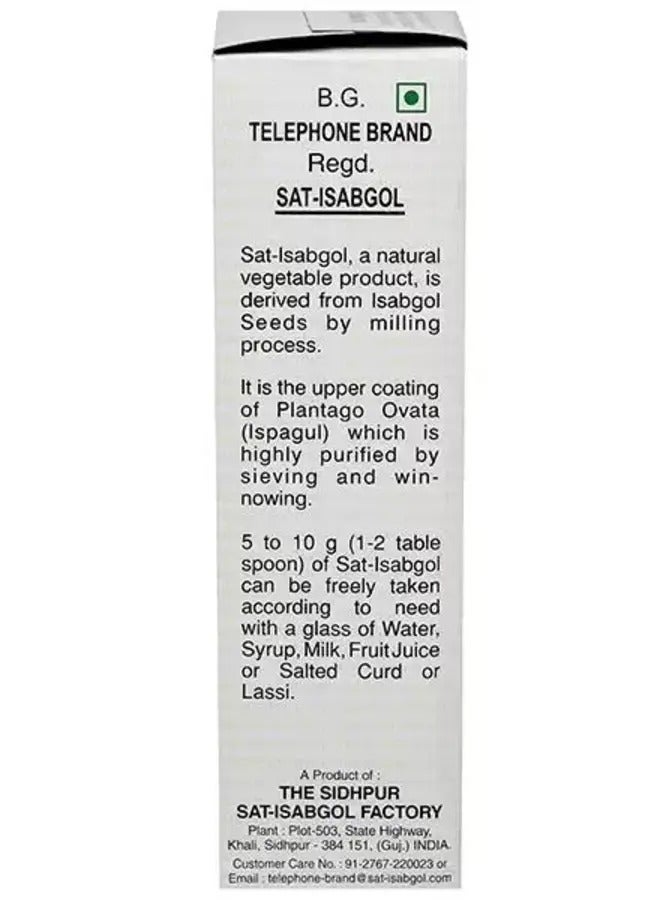 B.G.
TELEPHONE BRAND
Regd.
SAT-ISABGOL
Sat-Isabgol, a natural
vegetable product, is
derived from Isabgol
Seeds by milling
process.
It is the upper coating
of Plantago Ovata
(Ispagul) which is
highly purified by
sieving and win-
nowing.
5 to 10 g (1-2 table
spoon) of Sat-Isabgol
can be freely taken
according to need
with a glass of Water,
Syrup, Milk, Fruit Juice
or Salted Curd or
Lassi.
A Product of :
THE SIDHPUR
SAT-ISABGOL FACTORY
Plant : Plot-503, State Highway,
Khali, Sidhpur - 384 151, (Guj.) INDIA.
Customer Care No. : 91-2767-220023 or
Email : telephone-brand@sat-isabgol.com